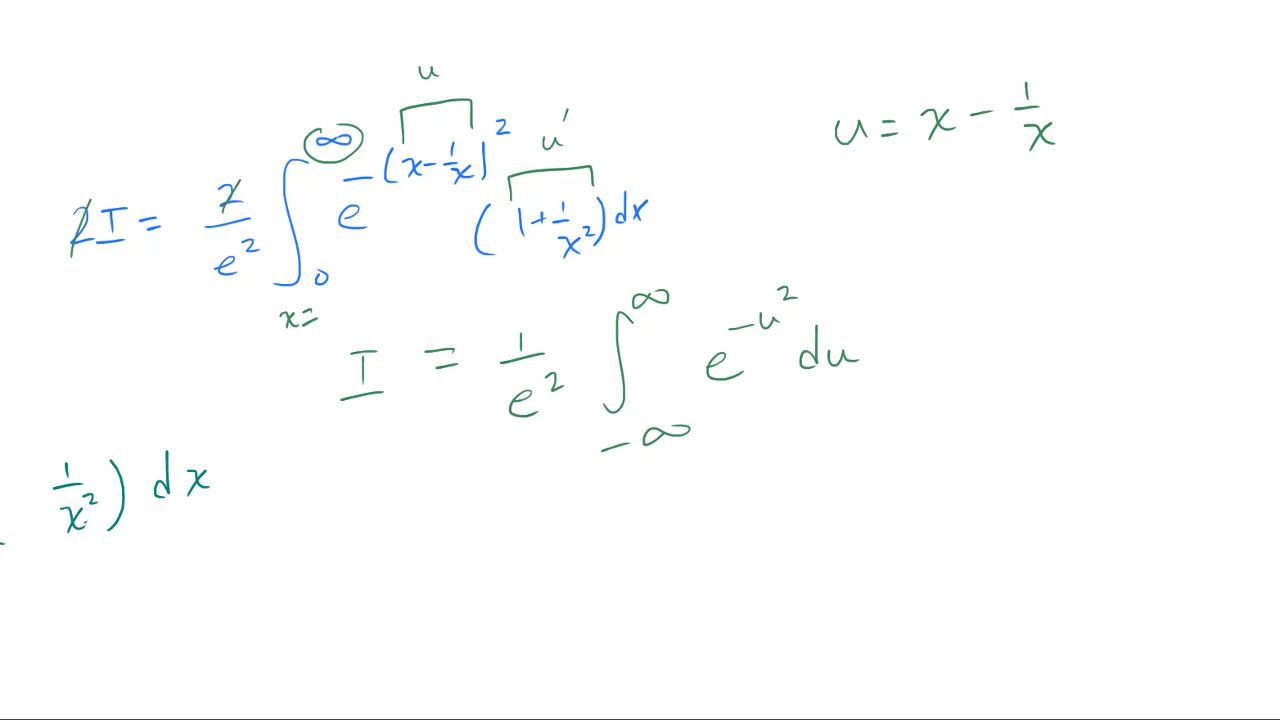 u
u'
u = x - 1/x
2I = 2/e² ∫₀^∞ e^-(x - 1/x)² (1 + 1/x²) dx
x =
I = 1/e² ∫_-∞^∞ e^-u² du
1/x²) dx